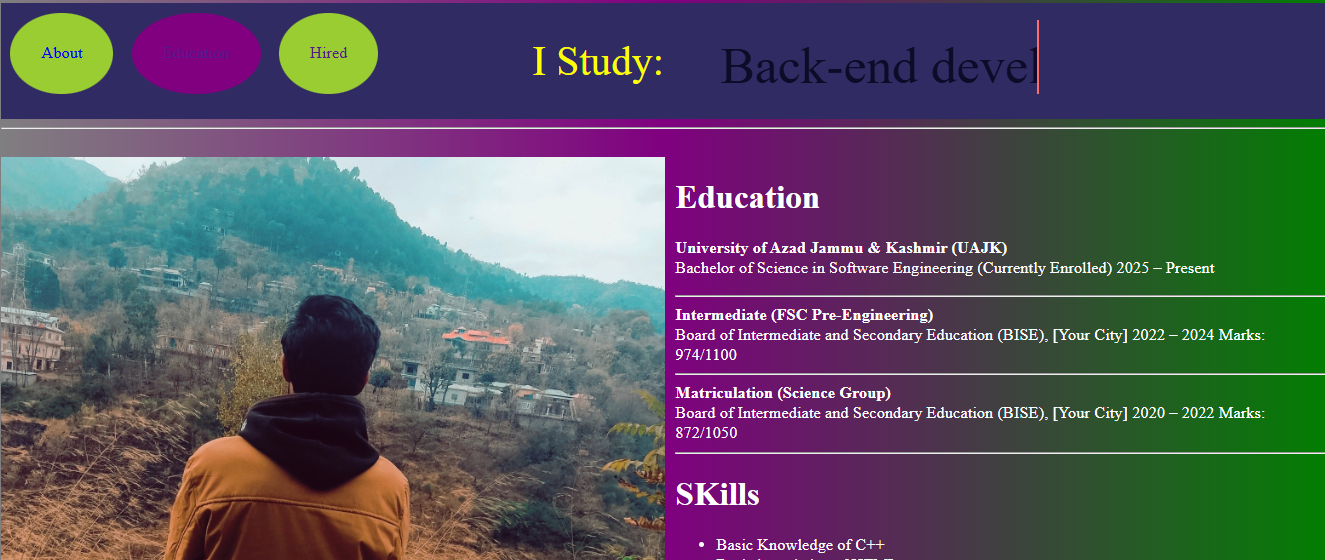 About
Education
Hired
I Study:
Back-end devel
Education
University of Azad Jammu & Kashmir (UAJK)
Bachelor of Science in Software Engineering (Currently Enrolled) 2025 – Present
Intermediate (FSC Pre-Engineering)
Board of Intermediate and Secondary Education (BISE), [Your City] 2022 – 2024 Marks:
974/1100
Matriculation (Science Group)
Board of Intermediate and Secondary Education (BISE), [Your City] 2020 – 2022 Marks:
872/1050
SKills
• Basic Knowledge of C++